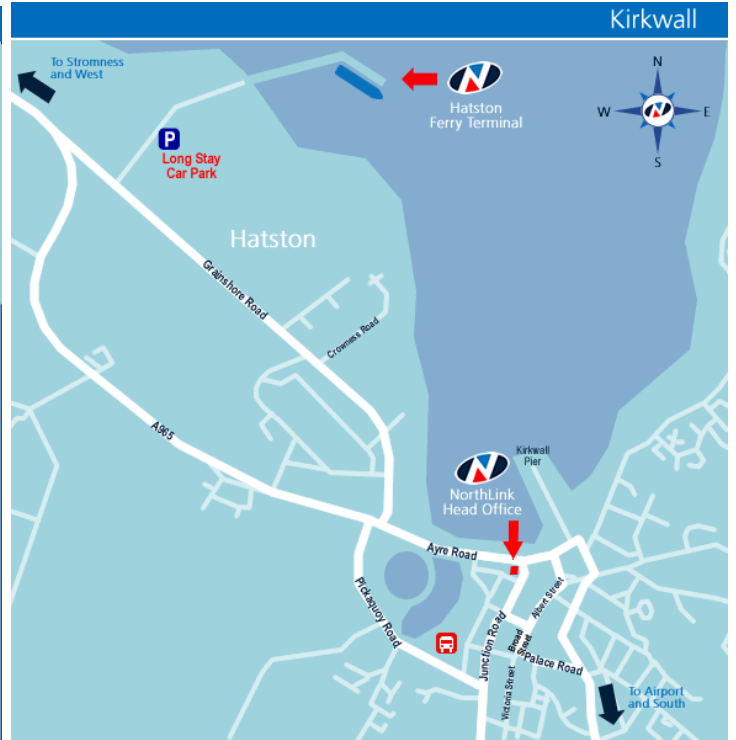 Kirkwall
To Stromness
and West
N
W
E
S
Hatston
Ferry Terminal
P
Long Stay
Car Park
Hatston
Grainshore Road
Crowness Road
A965
Kirkwall
Pier
NorthLink
Head Office
Ayre Road
Pickaquoy Road
Junction Road
Albert Street
Broad
Street
Palace Road
Victoria Street
To Airport
and South